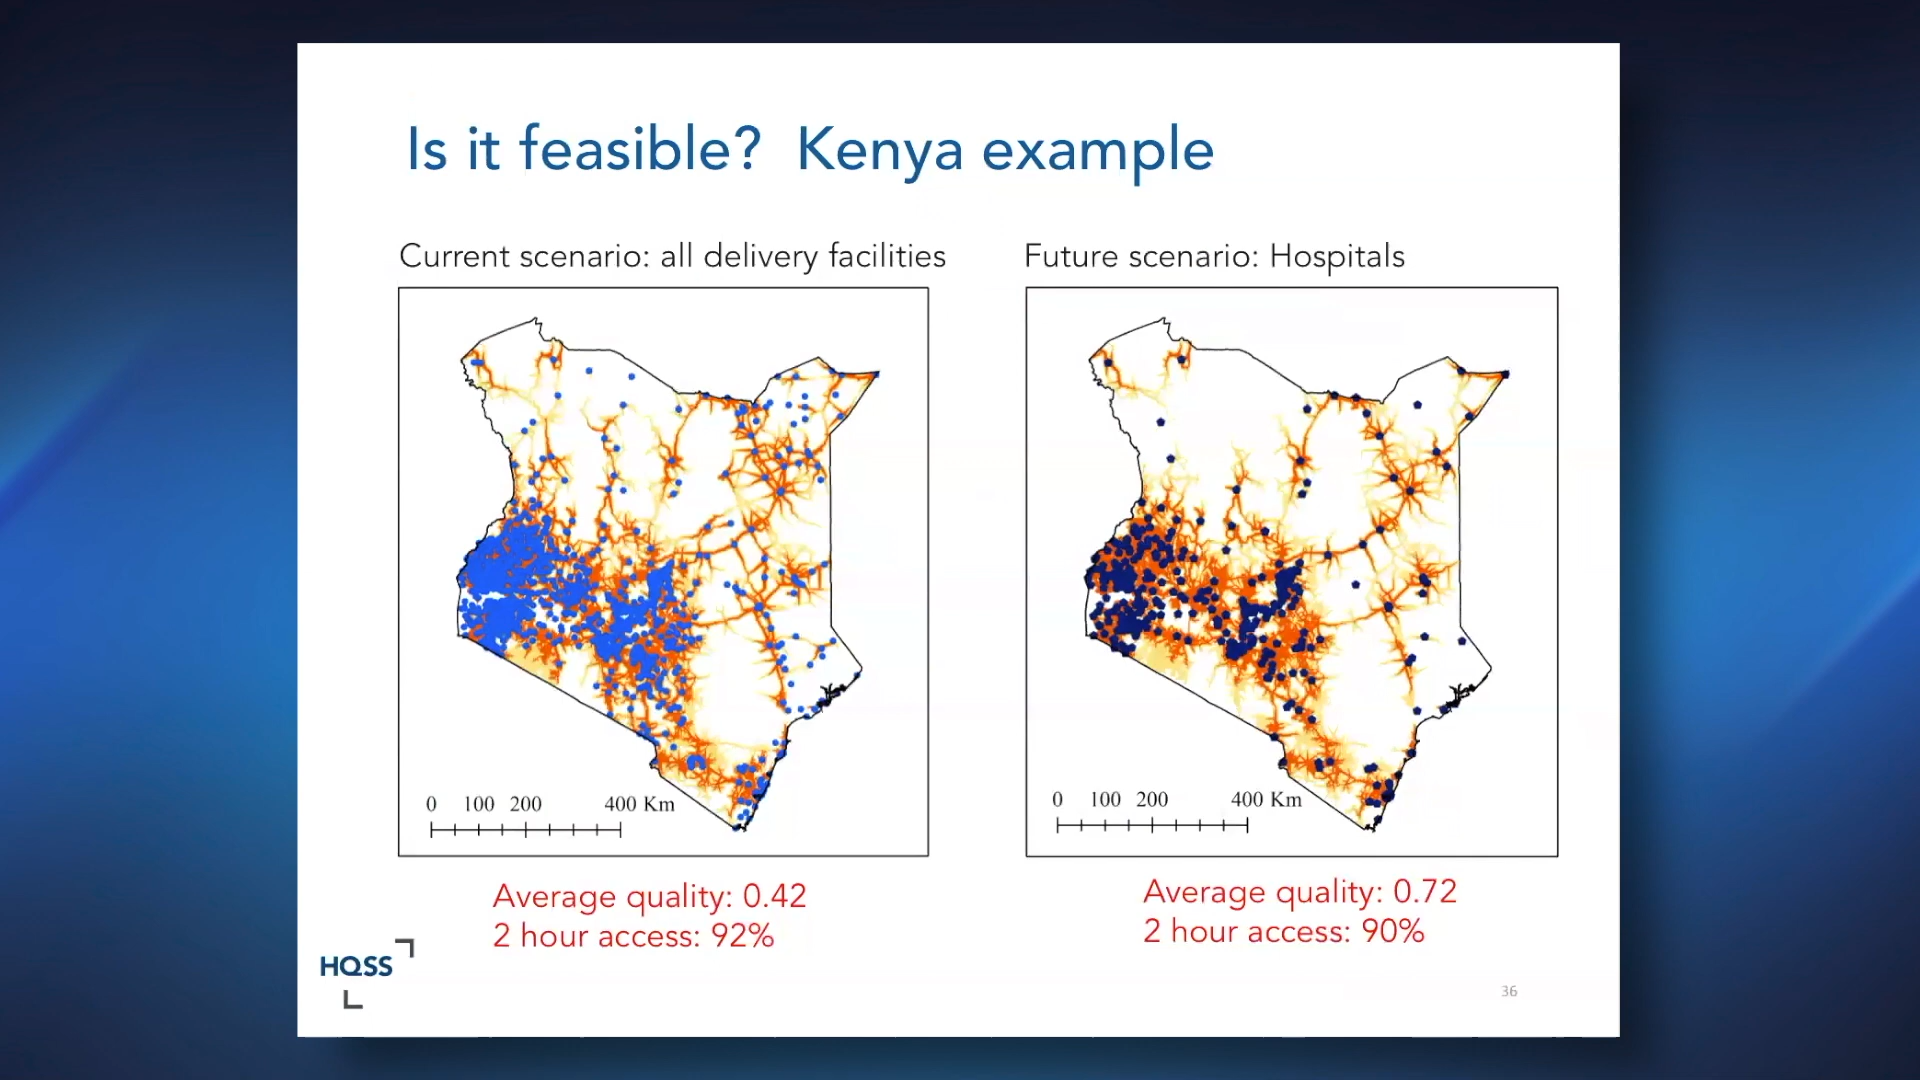 Is it feasible?  Kenya example
Current scenario: all delivery facilities
Future scenario: Hospitals
0 100 200 400 Km
0 100 200 400 Km
Average quality: 0.42
2 hour access: 92%
Average quality: 0.72
2 hour access: 90%
HQSS
36